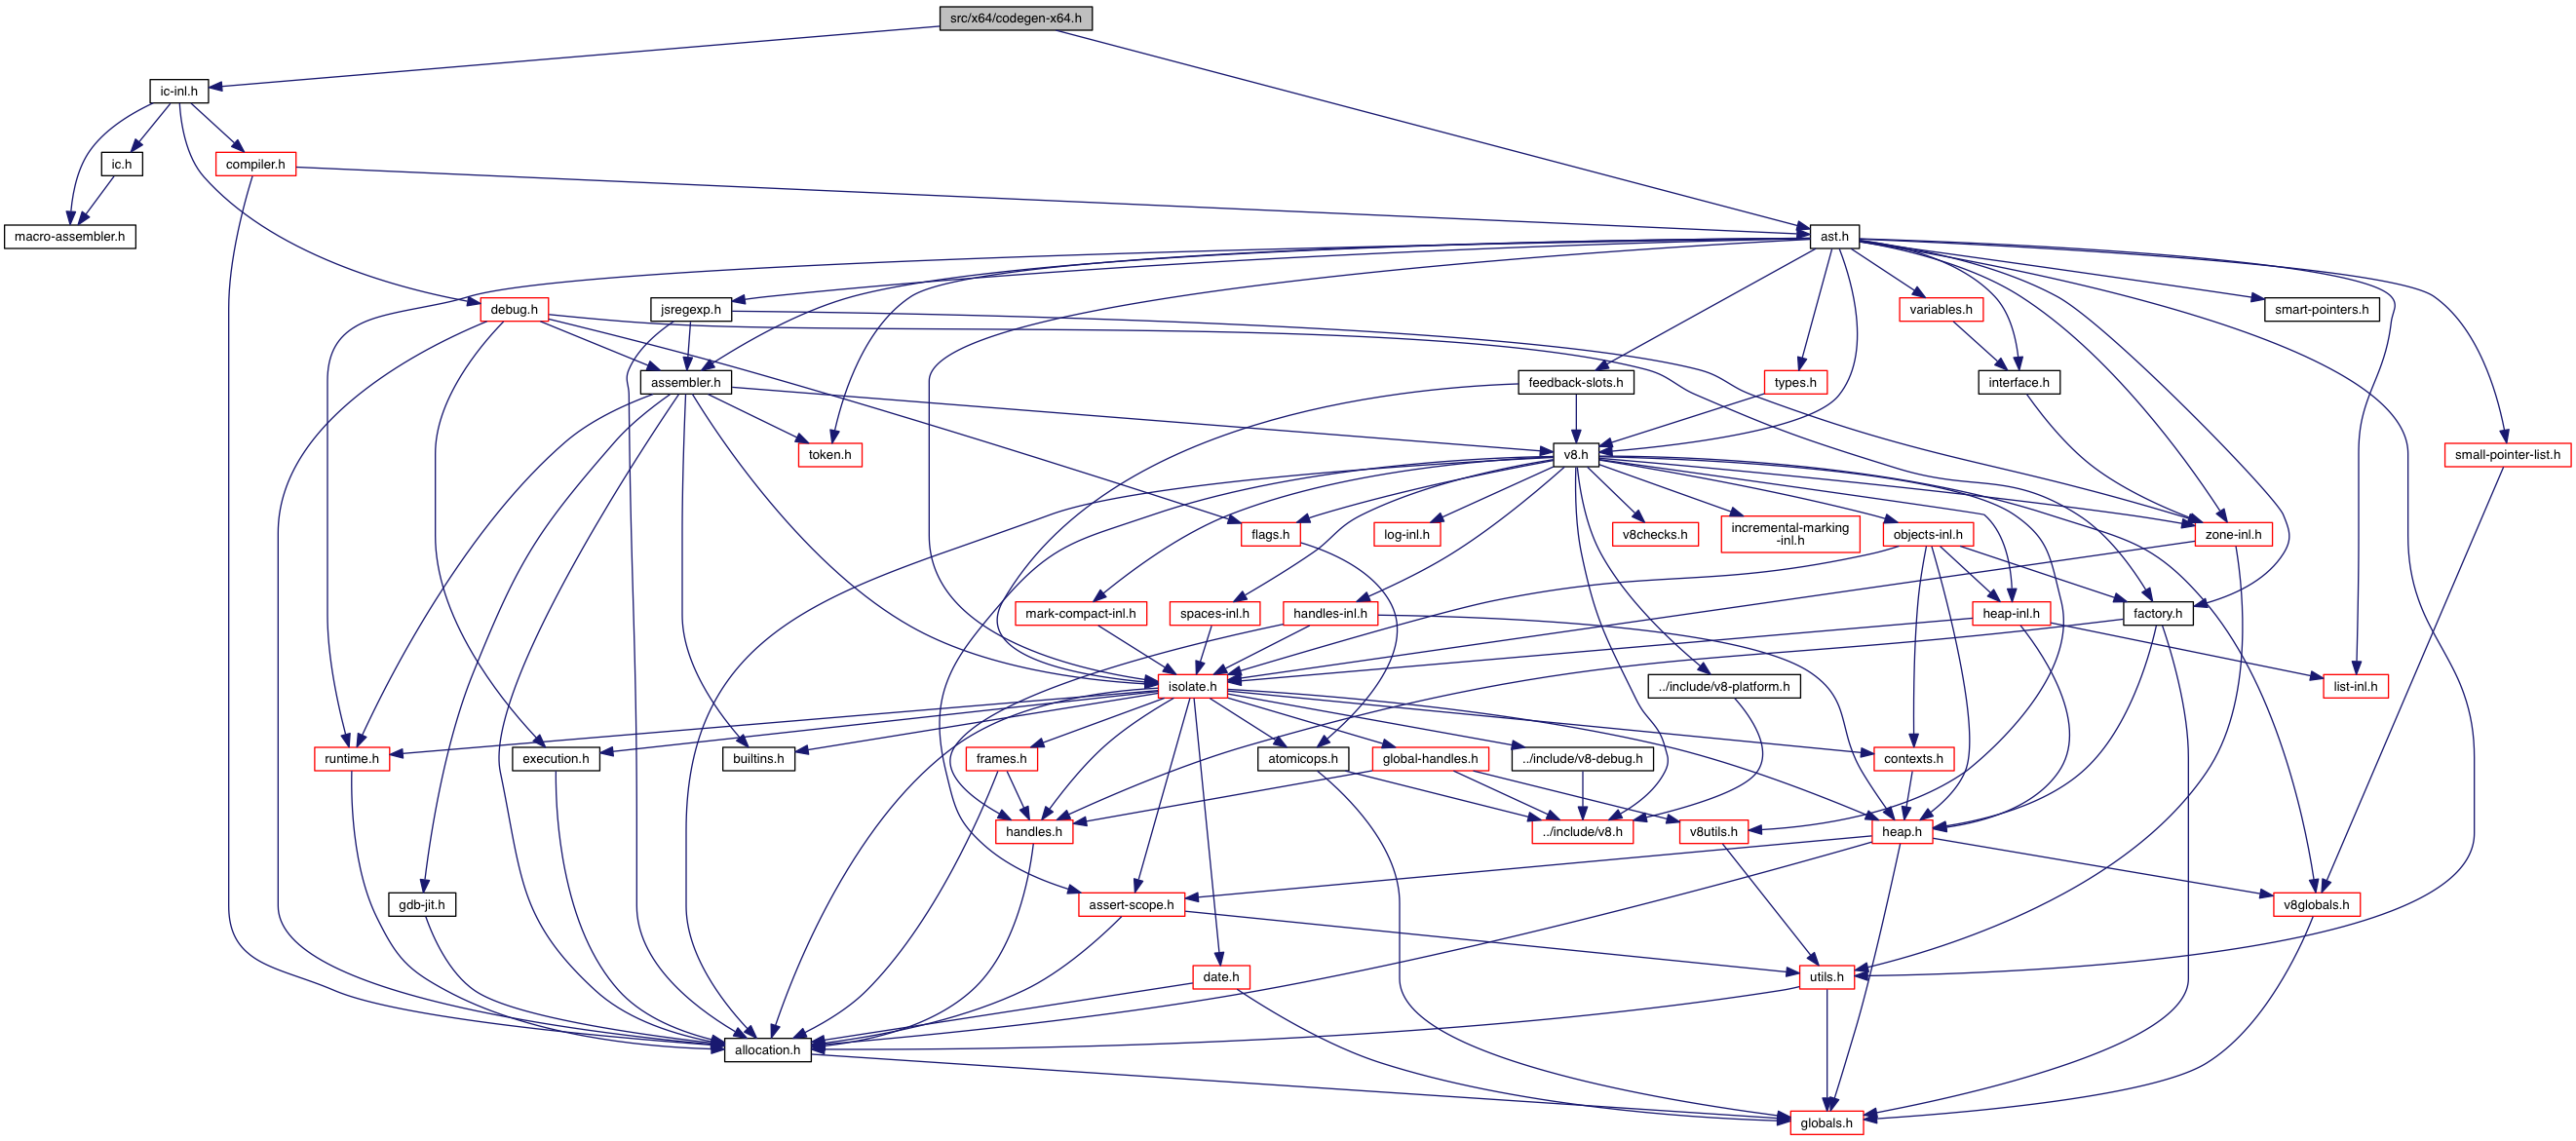 src/x64/codegen-x64.h
ic-inl.h
ic.h
compiler.h
macro-assembler.h
ast.h
debug.h
jsregexp.h
variables.h
smart-pointers.h
assembler.h
feedback-slots.h
types.h
interface.h
token.h
v8.h
small-pointer-list.h
flags.h
log-inl.h
v8checks.h
incremental-marking
-inl.h
objects-inl.h
zone-inl.h
mark-compact-inl.h
spaces-inl.h
handles-inl.h
heap-inl.h
factory.h
isolate.h
../include/v8-platform.h
list-inl.h
runtime.h
execution.h
builtins.h
frames.h
atomicops.h
global-handles.h
../include/v8-debug.h
contexts.h
handles.h
../include/v8.h
v8utils.h
heap.h
gdb-jit.h
assert-scope.h
v8globals.h
date.h
utils.h
allocation.h
globals.h